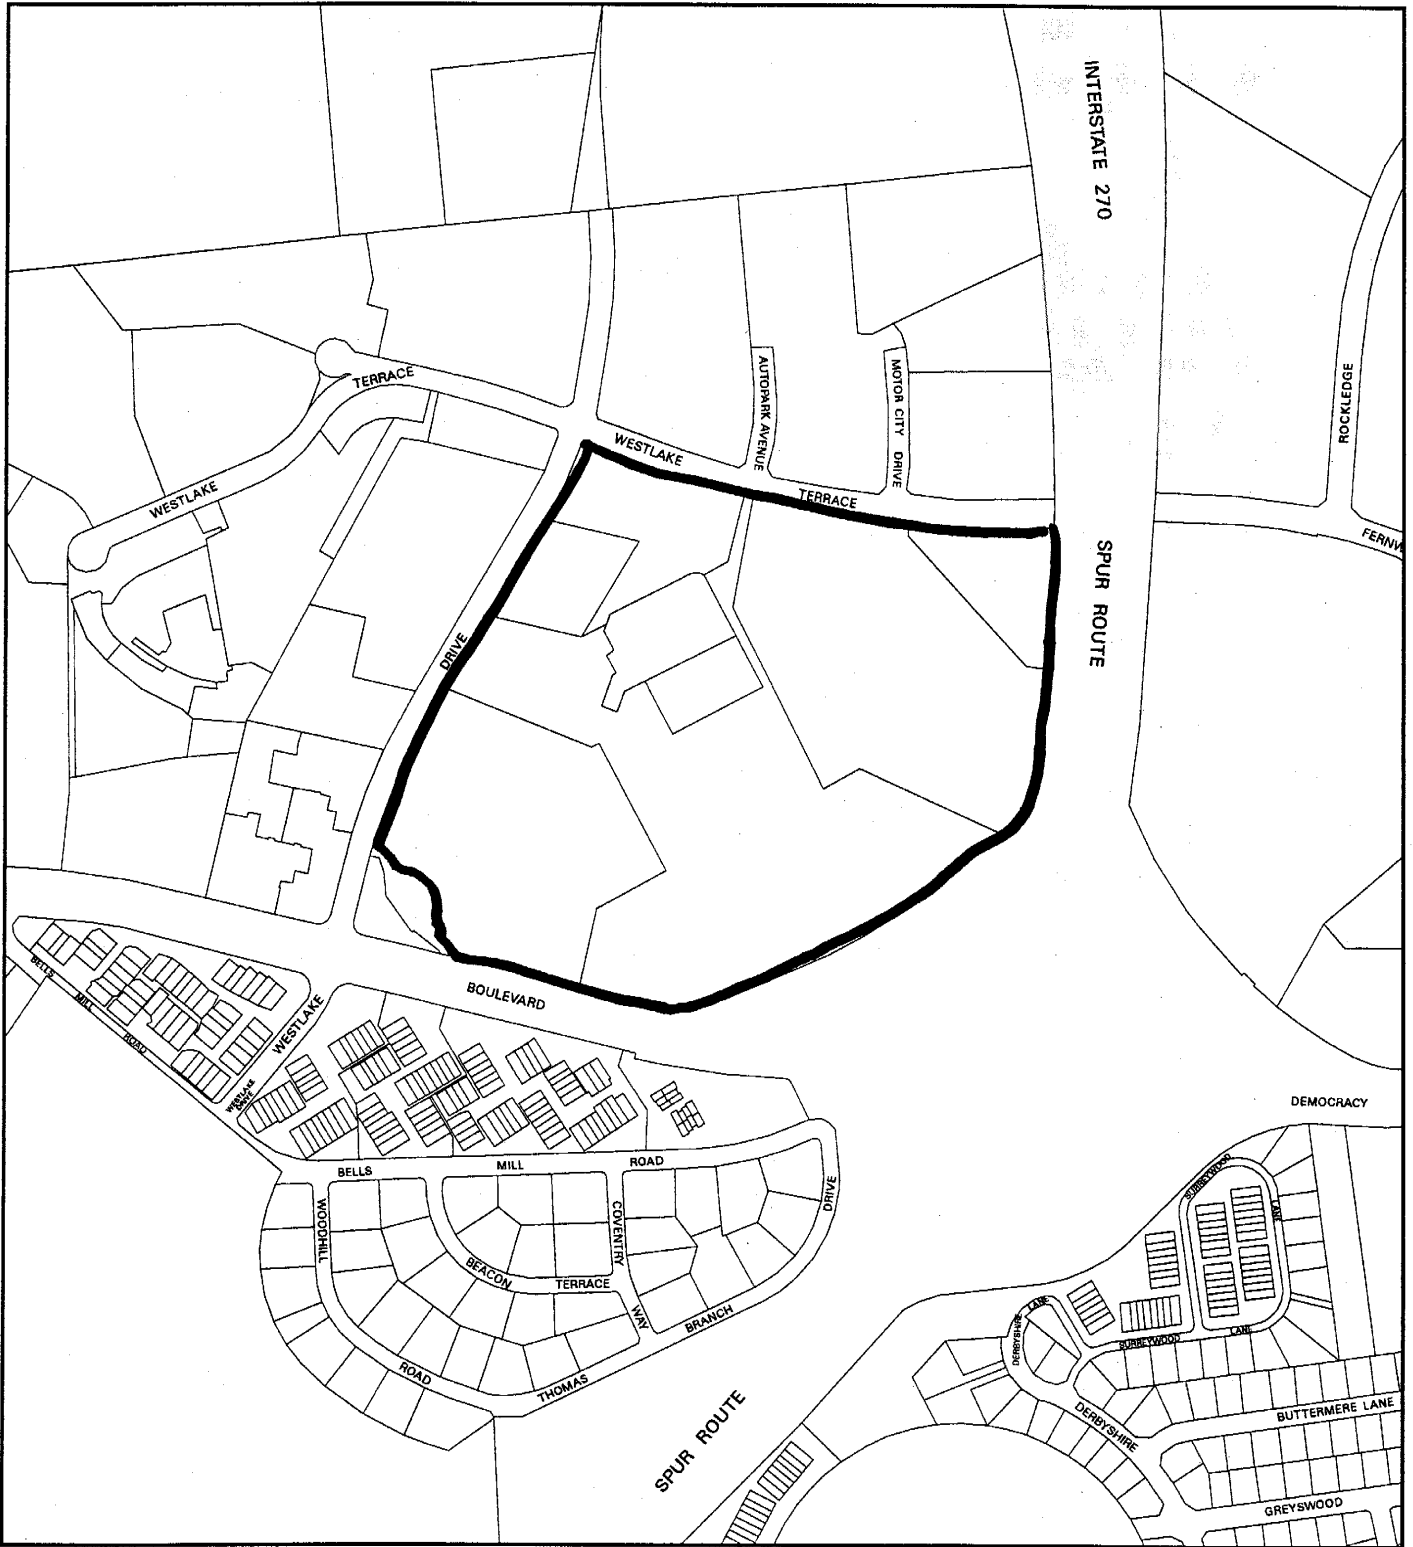 INTERSTATE 270
ROCKLEDGE
TERRACE
AUTOPARK AVENUE
MOTOR CITY DRIVE
WESTLAKE
TERRACE
WESTLAKE
FERNW
SPUR ROUTE
DRIVE
BELLS
MILL
ROAD
WESTLAKE
BOULEVARD
WESTLAKE
DRIVE
DEMOCRACY
BELLS
MILL
ROAD
SURREYWOOD
LANE
DRIVE
WOODHILL
COVENTRY
BEACON
TERRACE
WAY
BRANCH
LANE
DERBYSHIRE
SURREYWOOD
LANE
ROAD
THOMAS
SPUR ROUTE
DERBYSHIRE
BUTTERMERE LANE
GREYSWOOD